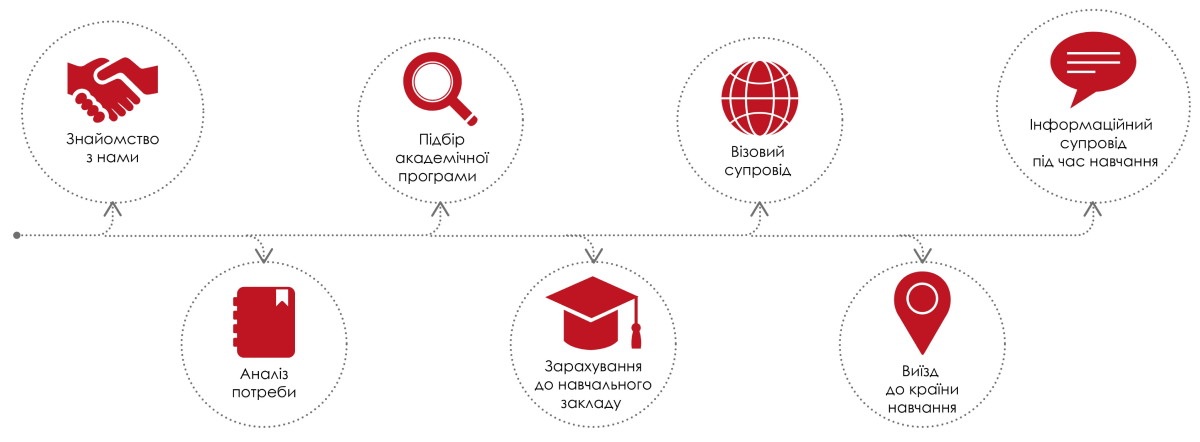 Знайомство
з нами
Аналіз
потреби
Підбір
академічної
програми
Зарахування
до навчального
закладу
Візовий
супровід
Виїзд
до країни
навчання
Інформаційний
супровід
під час навчання